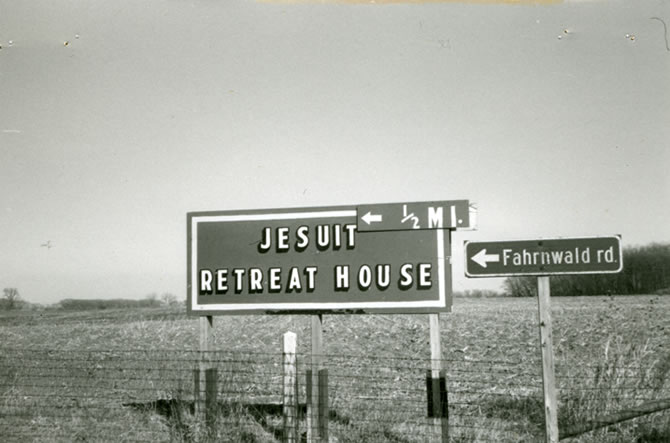 ← ½ MI.
JESUIT
RETREAT HOUSE
← Fahrnwald rd.